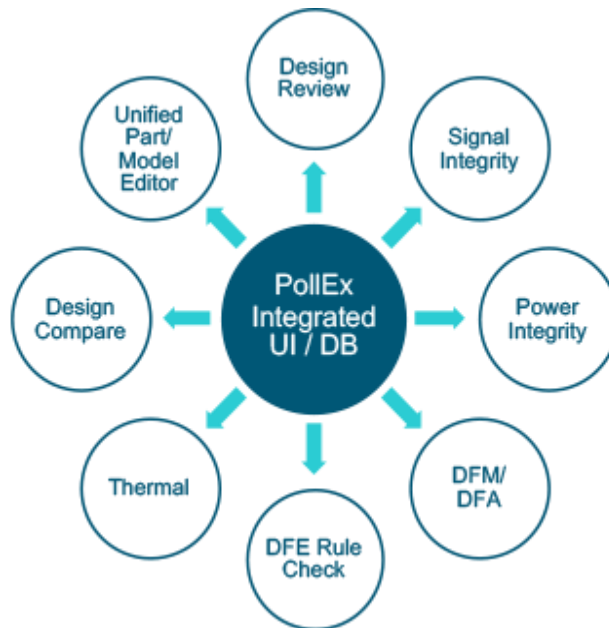 Design
Review
Unified
Part/
Model
Editor
Signal
Integrity
PollEx
Integrated
UI / DB
Design
Compare
Power
Integrity
Thermal
DFM/
DFA
DFE Rule
Check